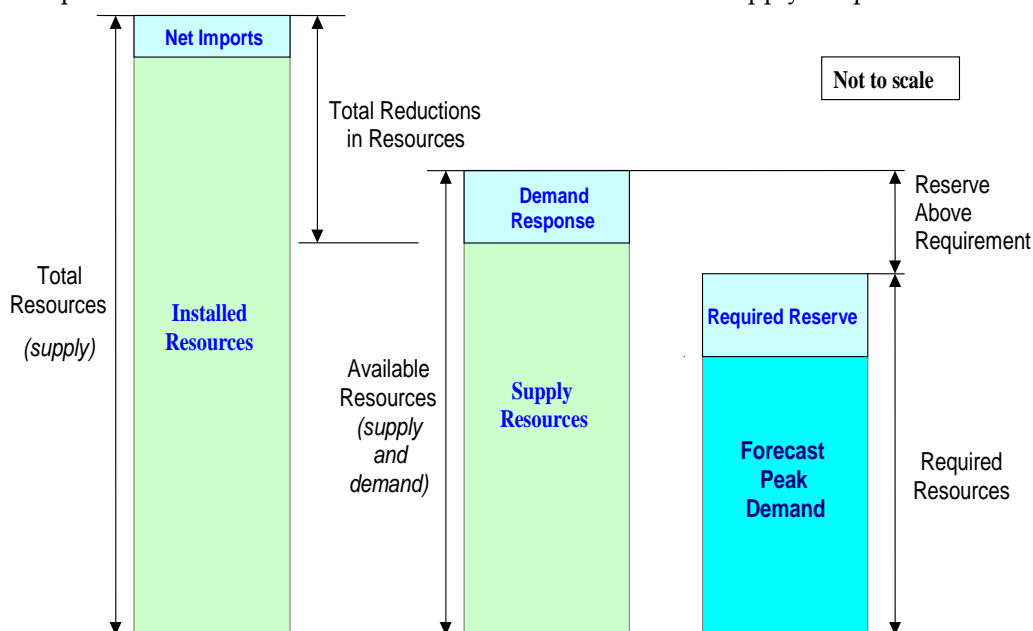 supply
Net Imports
Not to scale
Total Reductions
in Resources
Demand
Response
Reserve
Above
Requirement
Total
Resources
(supply)
Installed
Resources
Required Reserve
Available
Resources
(supply
and
demand)
Supply
Resources
Forecast
Peak
Demand
Required
Resources